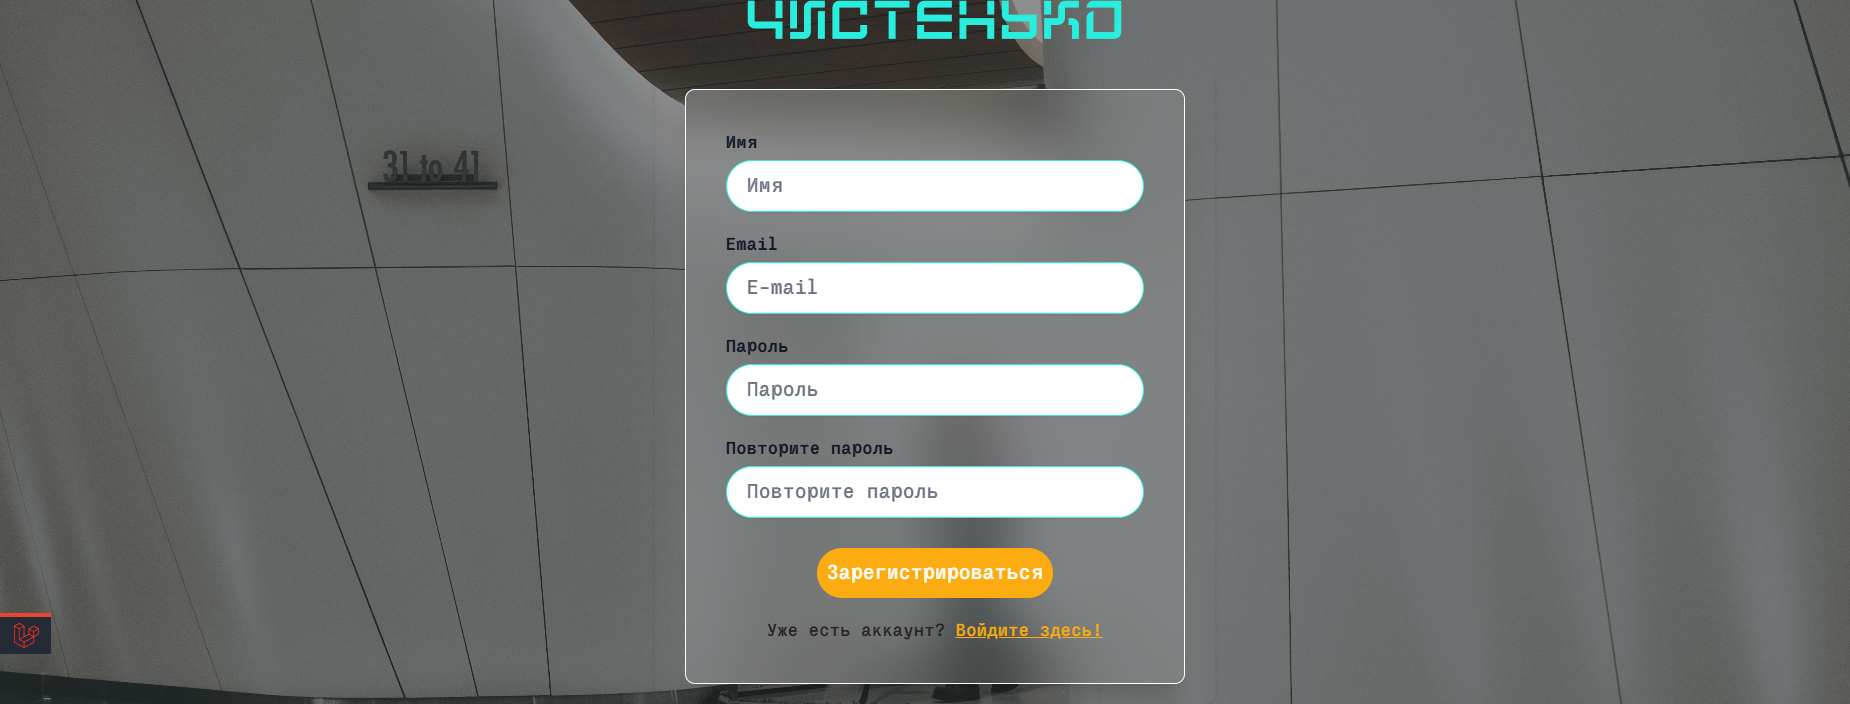 ЧИСТЕНЬКО
31 to 41
Имя
Имя
Email
E-mail
Пароль
Пароль
Повторите пароль
Повторите пароль
Зарегистрироваться
Уже есть аккаунт? Войдите здесь!